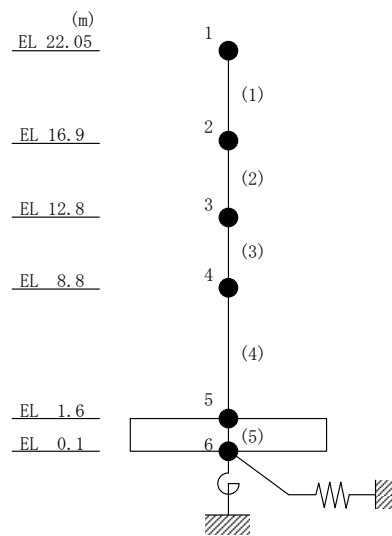 (m)
1
EL 22.05
(1)
2
EL 16.9
(2)
EL 12.8
3
(3)
EL 8.8
4
(4)
5
EL 1.6
(5)
EL 0.1
6